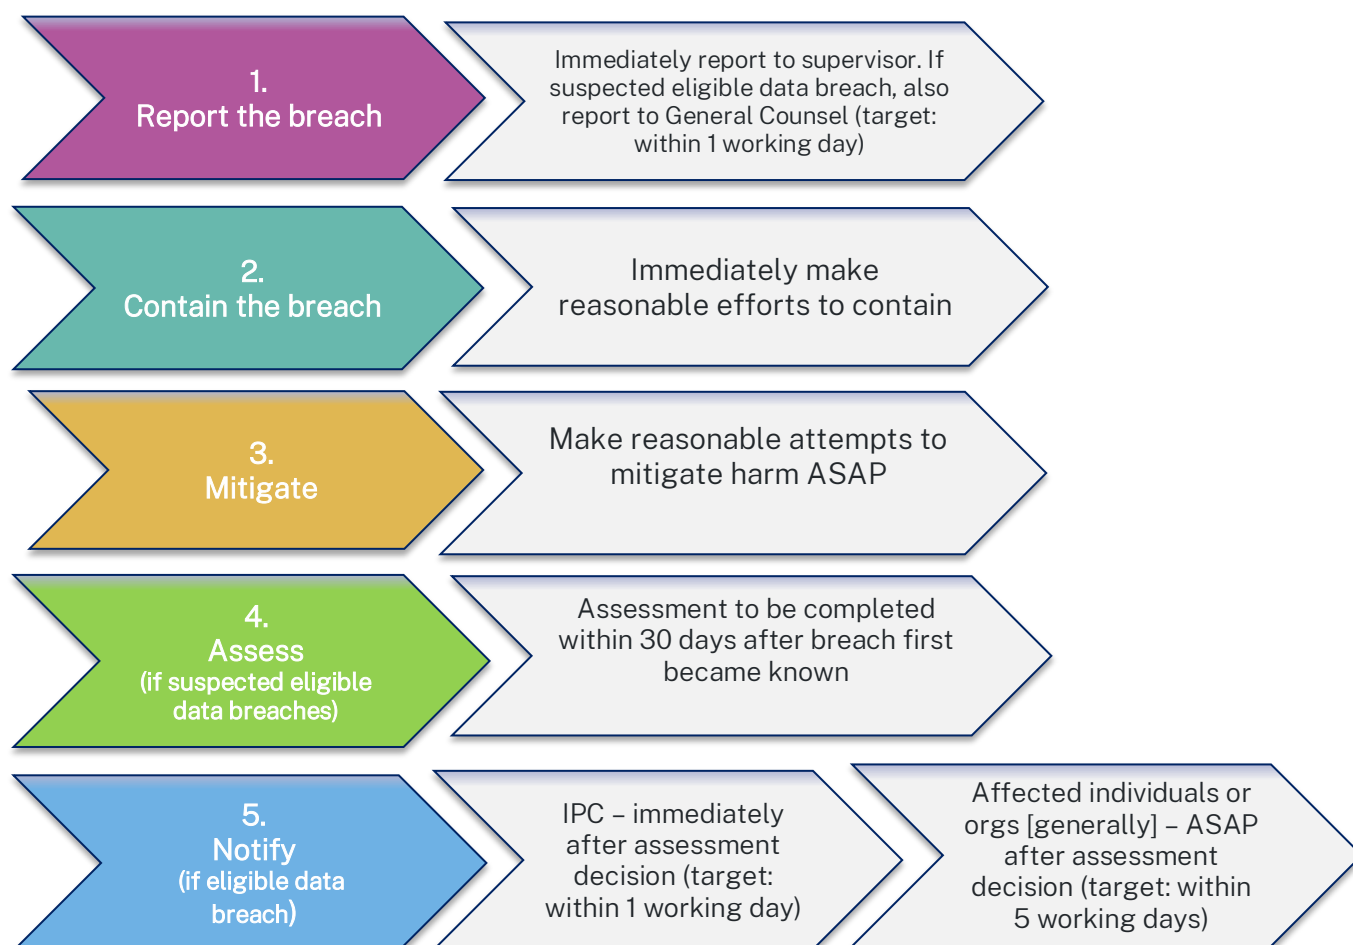 1.
Report the breach
Immediately report to supervisor. If
suspected eligible data breach, also
report to General Counsel (target:
within 1 working day)
2.
Contain the breach
Immediately make
reasonable efforts to contain
3.
Mitigate
Make reasonable attempts to
mitigate harm ASAP
4.
Assess
(if suspected eligible
data breaches)
Assessment to be completed
within 30 days after breach first
became known
5.
Notify
(if eligible data
breach)
IPC – immediately
after assessment
decision (target:
within 1 working day)
Affected individuals or
orgs [generally] – ASAP
after assessment
decision (target: within
5 working days)